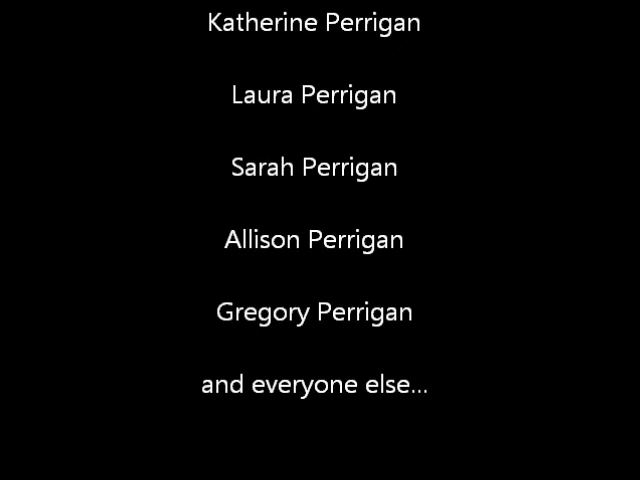 Katherine Perrigan
Laura Perrigan
Sarah Perrigan
Allison Perrigan
Gregory Perrigan
and everyone else...